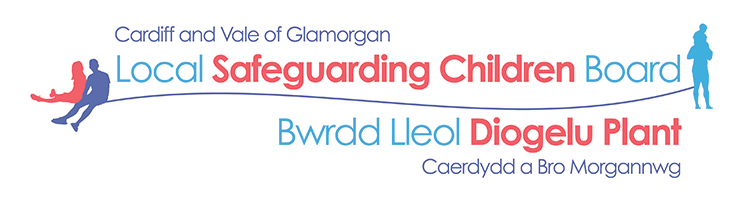 Cardiff and Vale of Glamorgan
Local Safeguarding Children Board
Bwrdd Lleol Diogelu Plant
Caerdydd a Bro Morgannwg